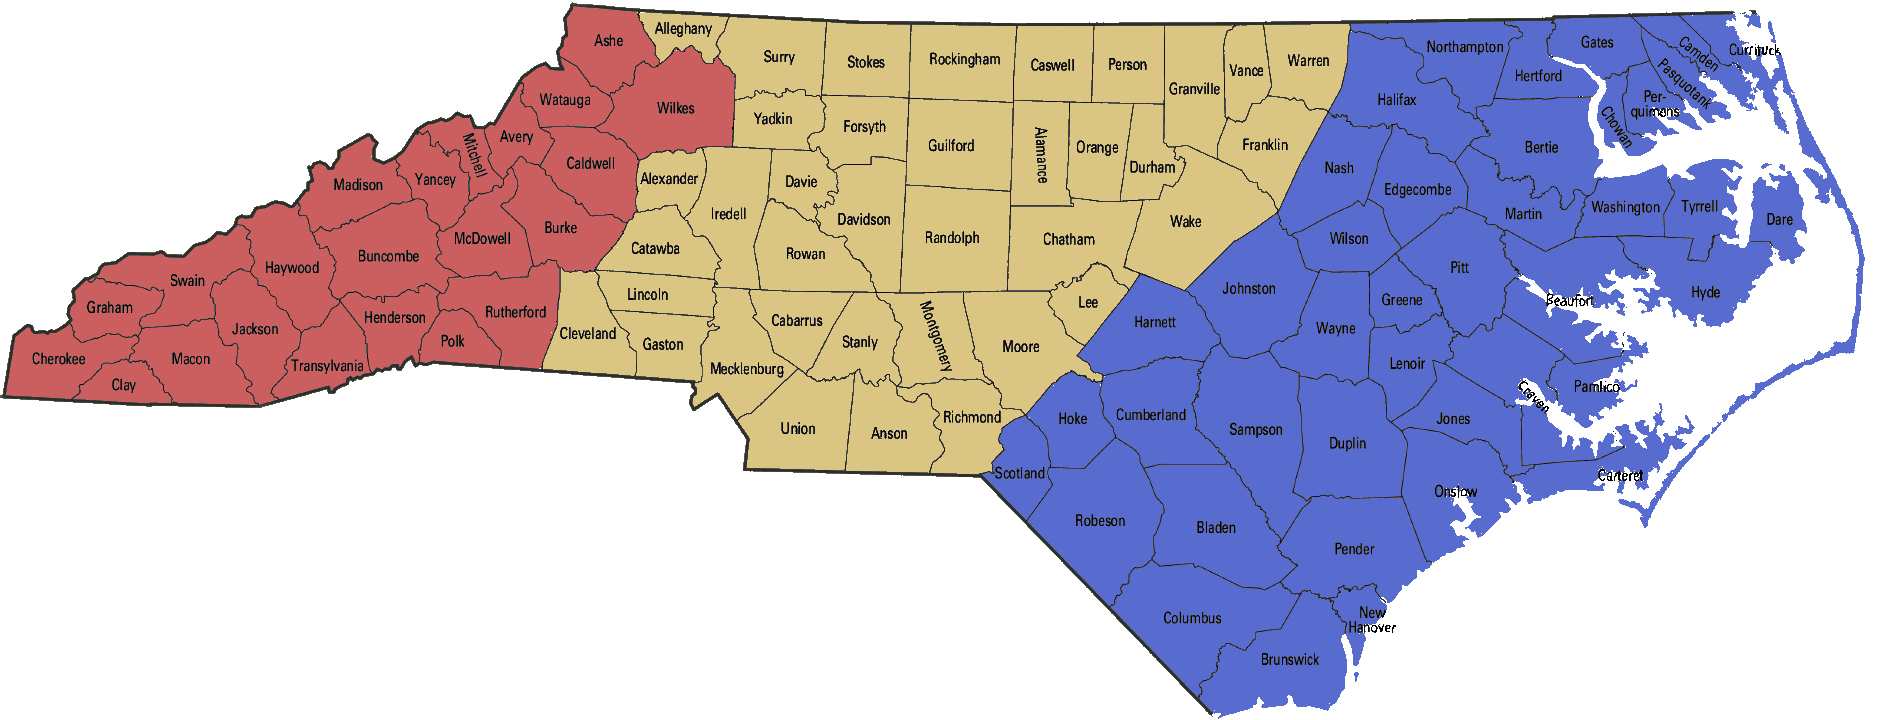 Ashe
Alleghany
Surry
Stokes
Rockingham
Caswell
Person
Granville
Vance
Warren
Northampton
Gates
Camden
Currituck
Hertford
Pasquotank
Halifax
Per-
quimans
Chowan
Watauga
Wilkes
Yadkin
Forsyth
Guilford
Alamance
Orange
Durham
Franklin
Nash
Edgecombe
Bertie
Mitchell
Avery
Caldwell
Alexander
Davie
Madison
Yancey
Iredell
Davidson
Randolph
Chatham
Wake
Wilson
Martin
Washington
Tyrrell
Dare
McDowell
Burke
Catawba
Rowan
Buncombe
Haywood
Swain
Pitt
Johnston
Greene
Beaufort
Hyde
Graham
Jackson
Henderson
Rutherford
Lincoln
Cleveland
Gaston
Cabarrus
Stanly
Montgomery
Moore
Lee
Harnett
Wayne
Lenoir
Cherokee
Clay
Macon
Transylvania
Polk
Mecklenburg
Union
Anson
Richmond
Hoke
Cumberland
Sampson
Duplin
Jones
Craven
Pamlico
Scotland
Robeson
Bladen
Onslow
Carteret
Pender
Columbus
New
Hanover
Brunswick